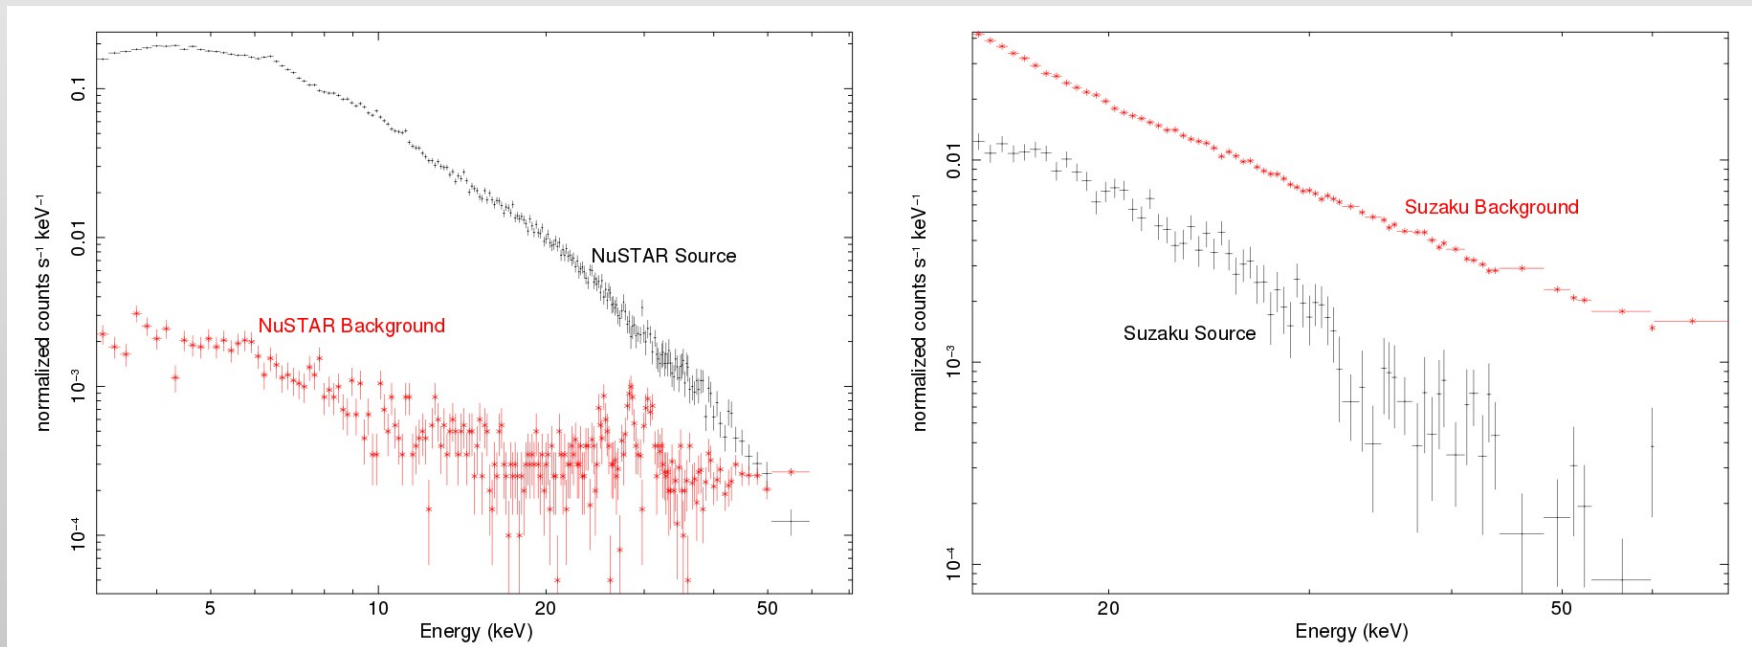 normalized counts s⁻¹ keV⁻¹
0.1
0.01
10⁻³
10⁻⁴
NuSTAR Source
NuSTAR Background
5 10 20 50
Energy (keV)
normalized counts s⁻¹ keV⁻¹
0.01
10⁻³
10⁻⁴
Suzaku Background
Suzaku Source
20 50
Energy (keV)